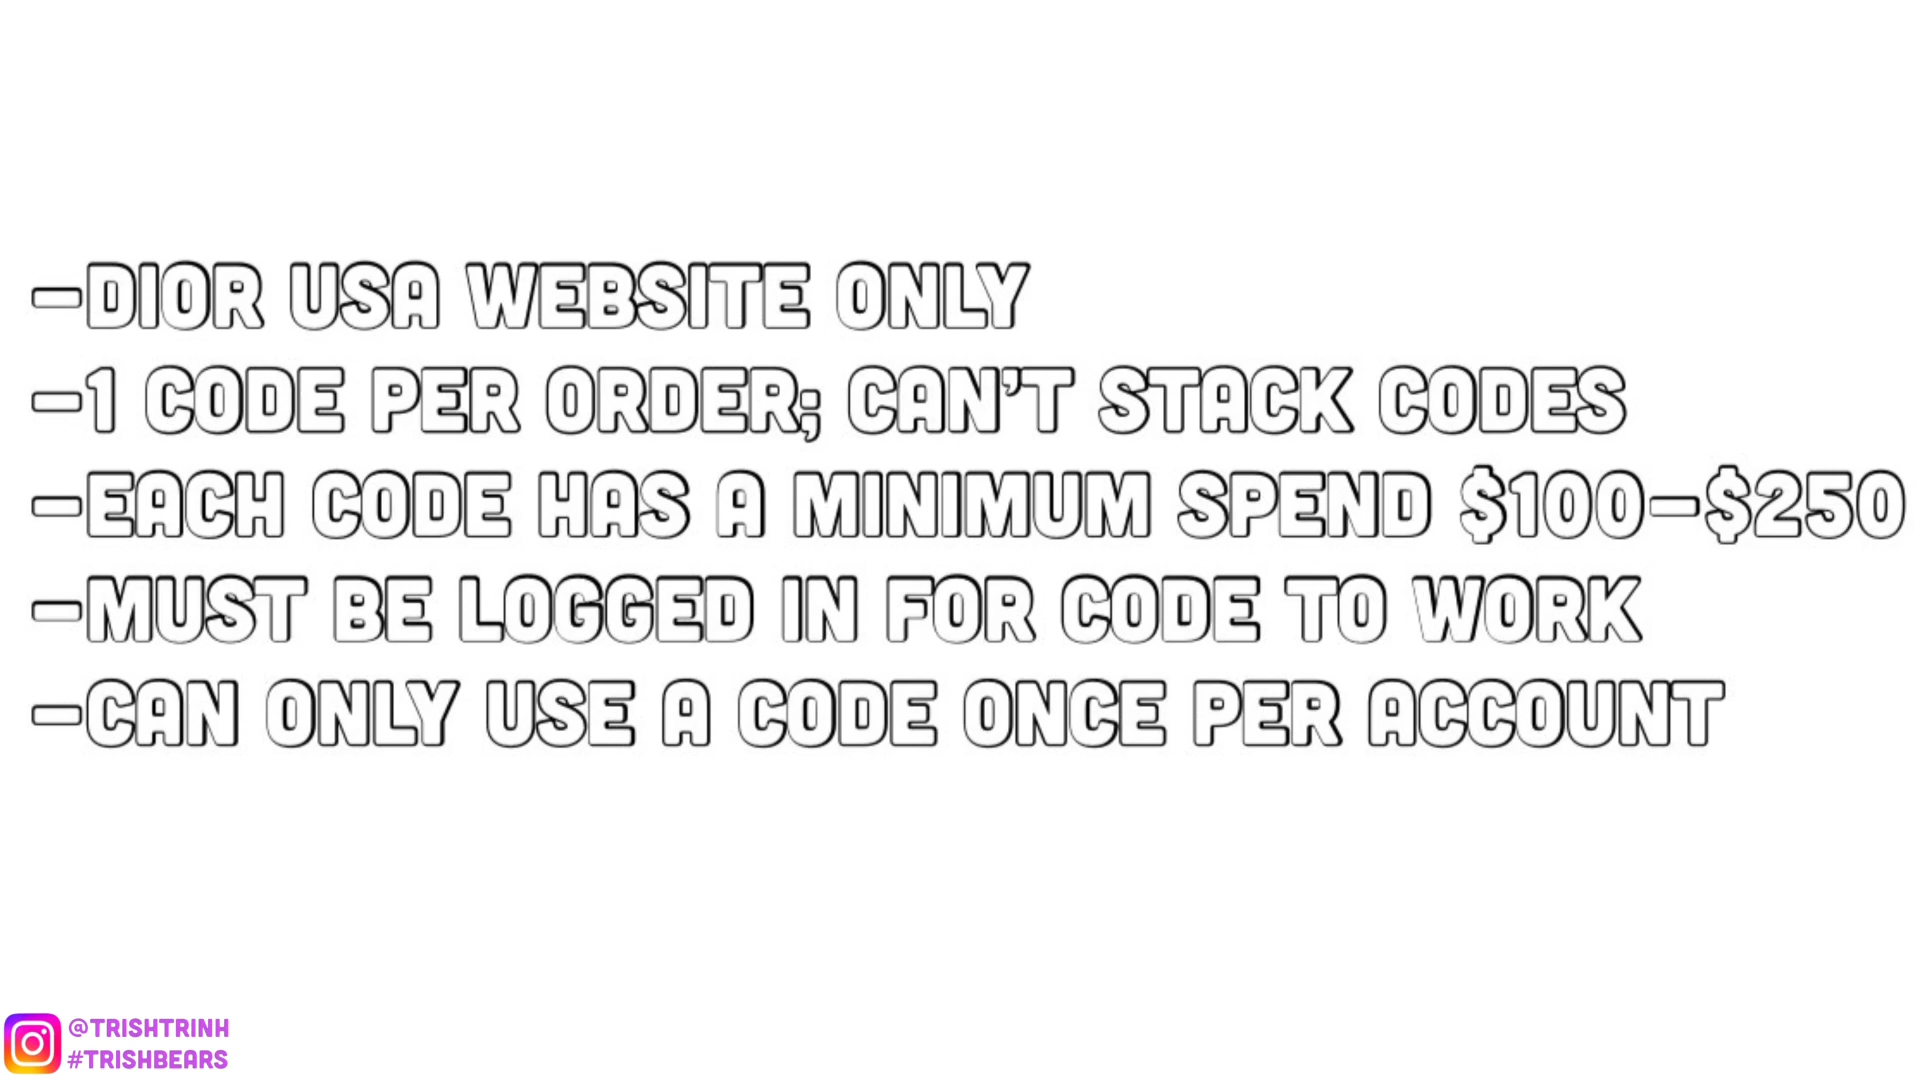 -DIOR USA WEBSITE ONLY
-1 CODE PER ORDER; CAN'T STACK CODES
-EACH CODE HAS A MINIMUM SPEND $100-$250
-MUST BE LOGGED IN FOR CODE TO WORK
-CAN ONLY USE A CODE ONCE PER ACCOUNT
@TRISHTRINH
#TRISHBEARS